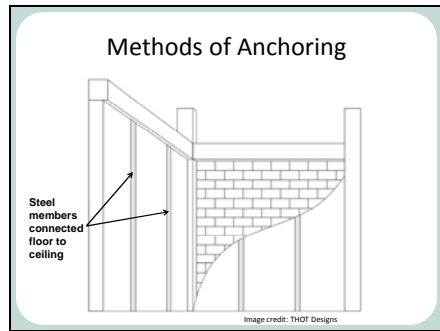 Methods of Anchoring
Steel
members
connected
floor to
ceiling
Image credit: THOT Designs